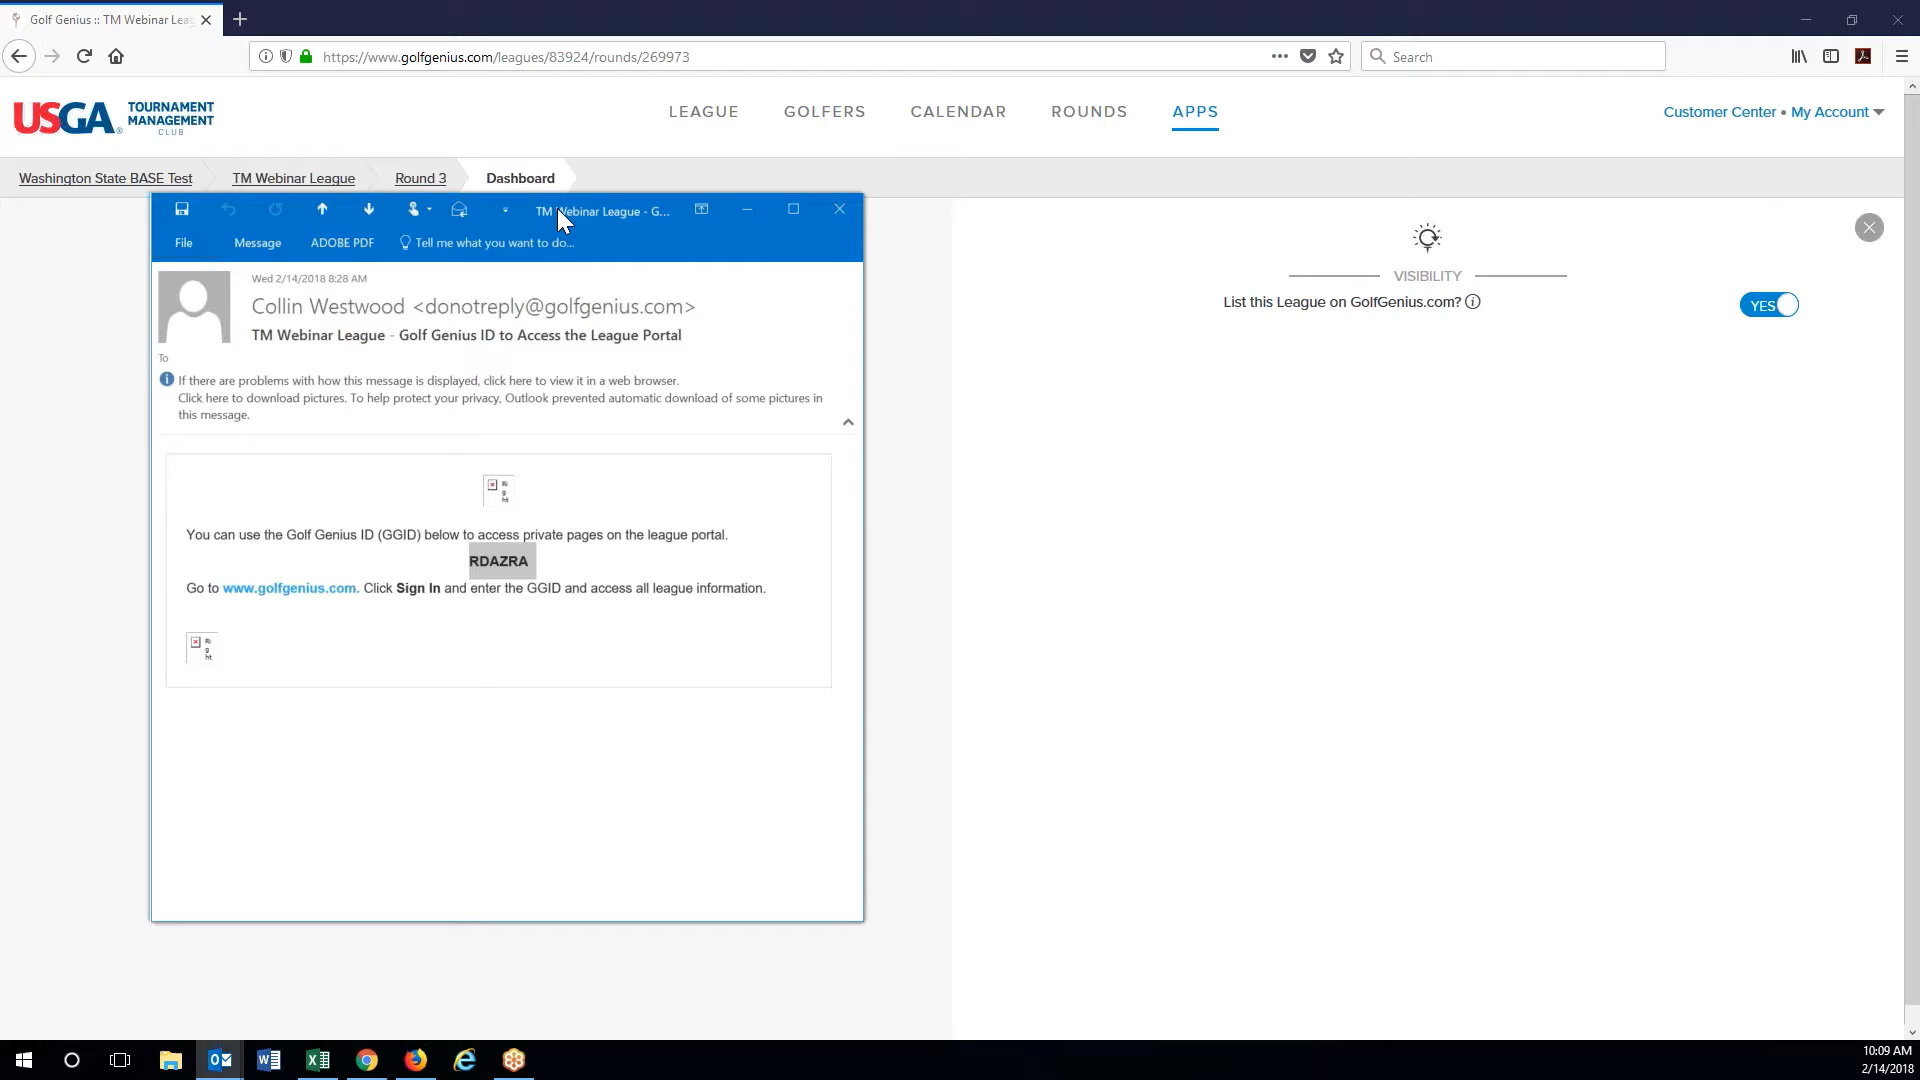 Golf Genius :: TM Webinar Leag
https://www.golfgenius.com/leagues/83924/rounds/269973
Search
USGA
TOURNAMENT
MANAGEMENT
CLUB
LEAGUE GOLFERS CALENDAR ROUNDS APPS
Customer Center • My Account
Washington State BASE Test TM Webinar League Round 3 Dashboard
TM Webinar League - G...
File Message ADOBE PDF Tell me what you want to do...
Wed 2/14/2018 8:28 AM
Collin Westwood <donotreply@golfgenius.com>
TM Webinar League - Golf Genius ID to Access the League Portal
To
If there are problems with how this message is displayed, click here to view it in a web browser.
Click here to download pictures. To help protect your privacy, Outlook prevented automatic download of some pictures in
this message.
Ri
g
ht
You can use the Golf Genius ID (GGID) below to access private pages on the league portal.
RDAZRA
Go to www.golfgenius.com. Click Sign In and enter the GGID and access all league information.
Ri
g
ht
VISIBILITY
List this League on GolfGenius.com?
YES
10:09 AM
2/14/2018